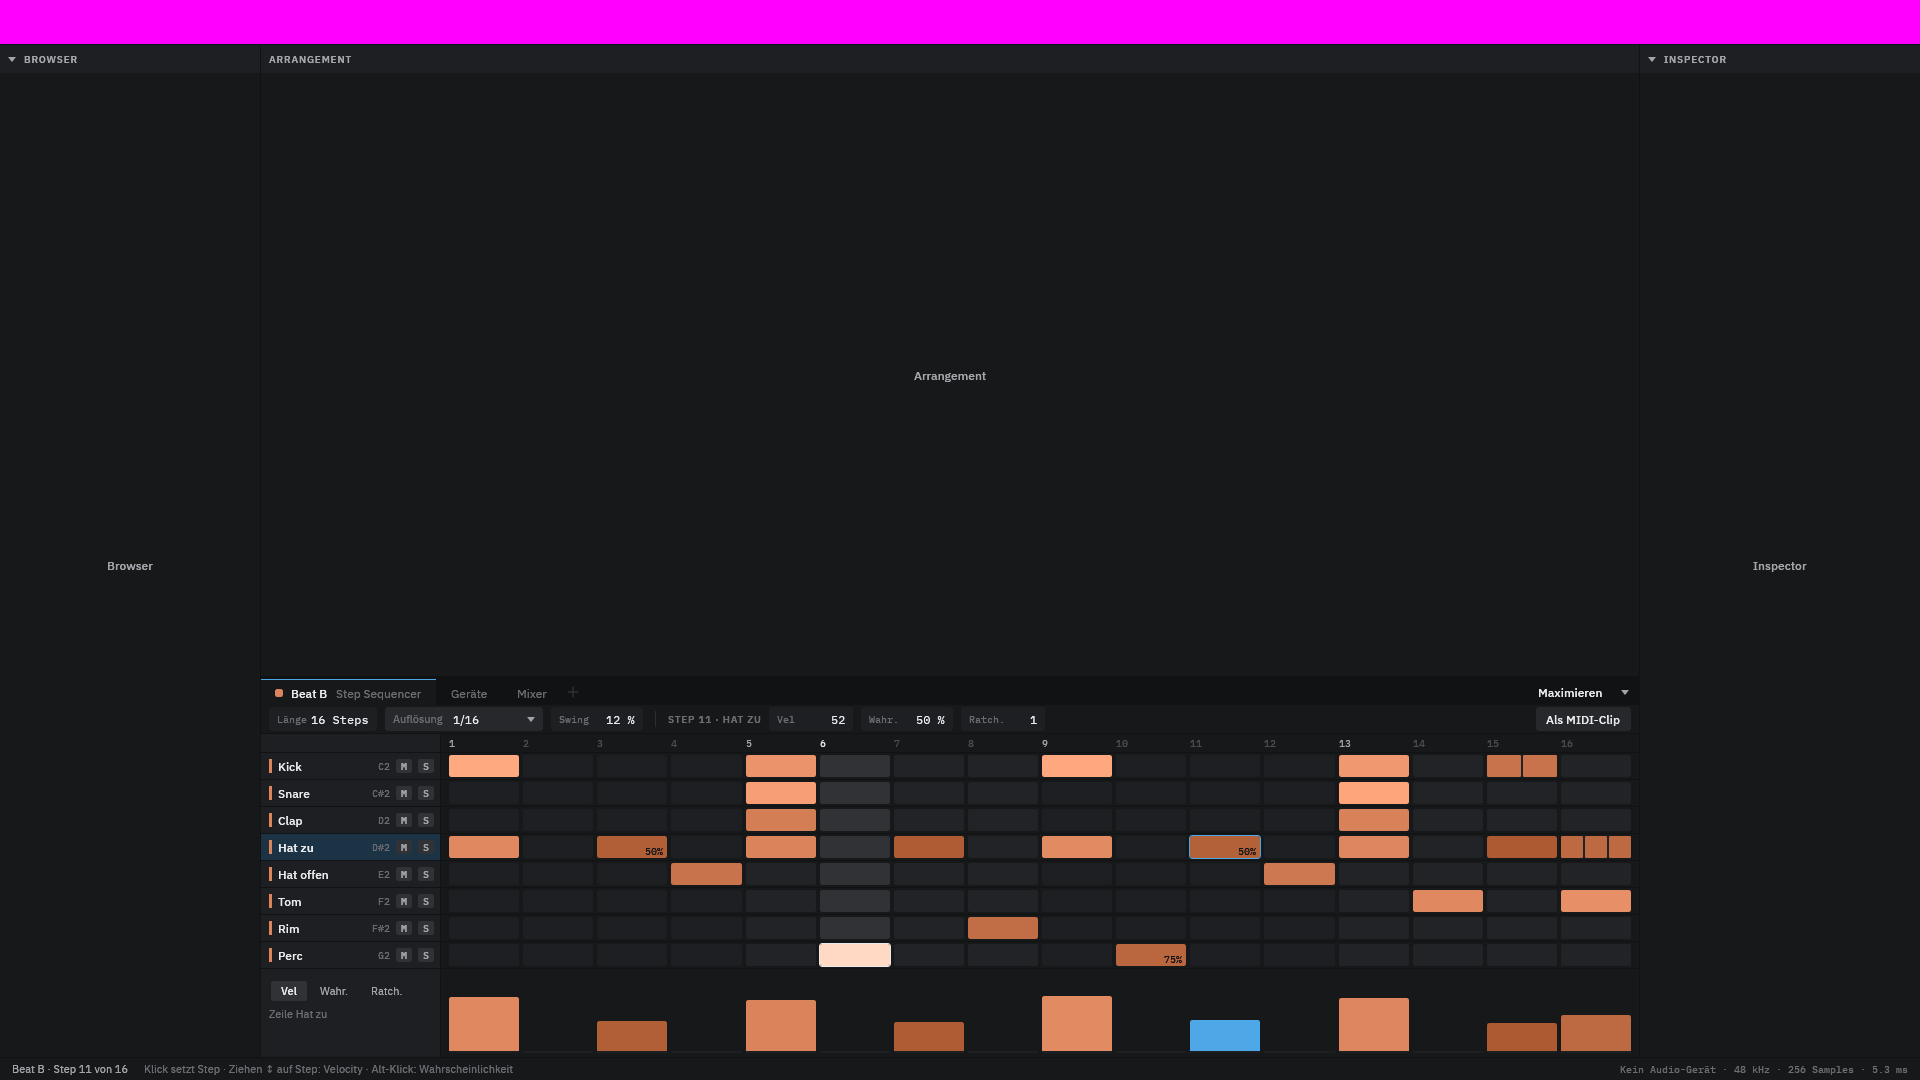 BROWSER
ARRANGEMENT
INSPECTOR
Arrangement
Browser
Inspector
Beat B Step Sequencer Geräte Mixer + Maximieren
Länge 16 Steps Auflösung 1/16 Swing 12 % STEP 11 · HAT ZU Vel 52 Wahr. 50 % Ratch. 1 Als MIDI-Clip
1 2 3 4 5 6 7 8 9 10 11 12 13 14 15 16
Kick C2 M S
Snare C#2 M S
Clap D2 M S
Hat zu D#2 M S 50% 50%
Hat offen E2 M S
Tom F2 M S
Rim F#2 M S
Perc G2 M S 75%
Vel Wahr. Ratch.
Zeile Hat zu
Beat B · Step 11 von 16 Klick setzt Step · Ziehen ↕ auf Step: Velocity · Alt-Klick: Wahrscheinlichkeit Kein Audio-Gerät · 48 kHz · 256 Samples · 5.3 ms